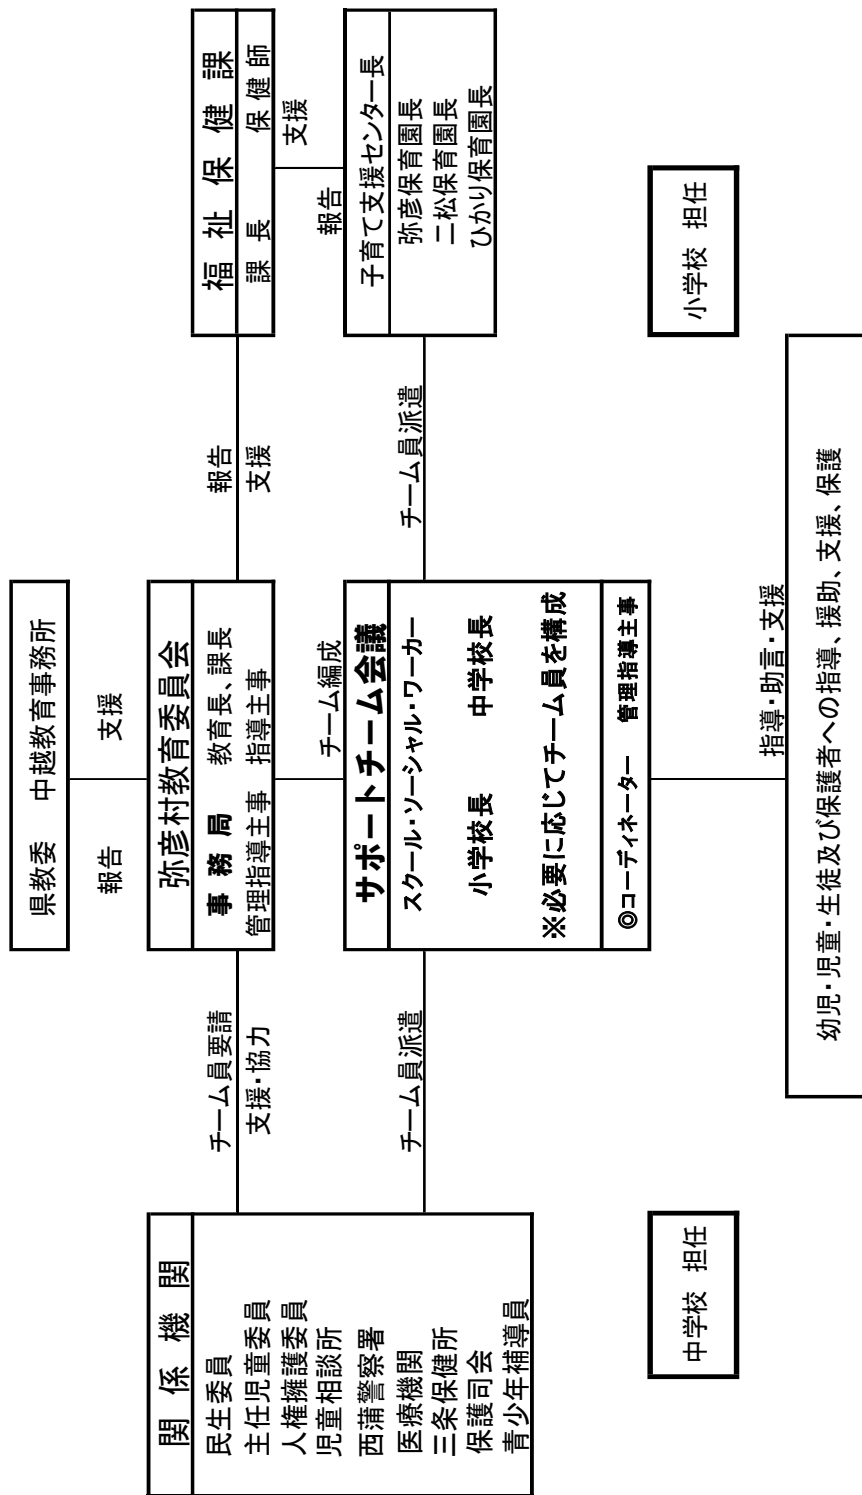 県教委　中越教育事務所
報告
支援
弥彦村教育委員会
事 務 局　教育長、課長
管理指導主事　指導主事
チーム員要請
支援・協力
報告
支援
関 係 機 関
民生委員
主任児童委員
人権擁護委員
児童相談所
西蒲警察署
医療機関
三条保健所
保護司会
青少年補導員
福 祉 保 健 課
課 長　保 健 師
報告
支援
子育て支援センター長
弥彦保育園長
二松保育園長
ひかり保育園長
チーム編成
チーム員派遣
チーム員派遣
サポートチーム会議
スクール・ソーシャル・ワーカー
小学校長　中学校長
※必要に応じてチーム員を構成
◎コーディネーター　管理指導主事
中学校 担任
小学校 担任
指導・助言・支援
幼児・児童・生徒及び保護者への指導、援助、支援、保護